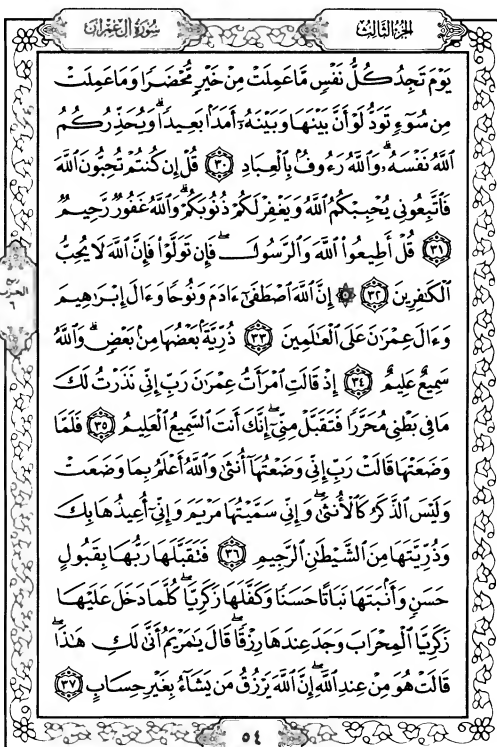 الجزء الثالث
سورة آل عمران
يَوْمَ تَجِدُ كُلُّ نَفْسٍ مَّا عَمِلَتْ مِنْ خَيْرٍ مُّحْضَرًا وَمَا عَمِلَتْ
مِن سُوٓءٍ تَوَدُّ لَوْ أَنَّ بَيْنَهَا وَبَيْنَهُۥٓ أَمَدَۢا بَعِيدًاۗ وَيُحَذِّرُكُمُ
ٱللَّهُ نَفْسَهُۥۗ وَٱللَّهُ رَءُوفُۢ بِٱلْعِبَادِ ٣٠ قُلْ إِن كُنتُمْ تُحِبُّونَ ٱللَّهَ
فَٱتَّبِعُونِى يُحْبِبْكُمُ ٱللَّهُ وَيَغْفِرْ لَكُمْ ذُنُوبَكُمْۗ وَٱللَّهُ غَفُورٌ رَّحِيمٌ
٣١ قُلْ أَطِيعُوا۟ ٱللَّهَ وَٱلرَّسُولَۖ فَإِن تَوَلَّوْا۟ فَإِنَّ ٱللَّهَ لَا يُحِبُّ
ٱلْكَٰفِرِينَ ٣٢ ۞ إِنَّ ٱللَّهَ ٱصْطَفَىٰٓ ءَادَمَ وَنُوحًا وَءَالَ إِبْرَٰهِيمَ
وَءَالَ عِمْرَٰنَ عَلَى ٱلْعَٰلَمِينَ ٣٣ ذُرِّيَّةَۢ بَعْضُهَا مِنۢ بَعْضٍۗ وَٱللَّهُ
سَمِيعٌ عَلِيمٌ ٣٤ إِذْ قَالَتِ ٱمْرَأَتُ عِمْرَٰنَ رَبِّ إِنِّى نَذَرْتُ لَكَ
مَا فِى بَطْنِى مُحَرَّرًا فَتَقَبَّلْ مِنِّىٓۖ إِنَّكَ أَنتَ ٱلسَّمِيعُ ٱلْعَلِيمُ ٣٥ فَلَمَّا
وَضَعَتْهَا قَالَتْ رَبِّ إِنِّى وَضَعْتُهَآ أُنثَىٰ وَٱللَّهُ أَعْلَمُ بِمَا وَضَعَتْ
وَلَيْسَ ٱلذَّكَرُ كَٱلْأُنثَىٰۖ وَإِنِّى سَمَّيْتُهَا مَرْيَمَ وَإِنِّىٓ أُعِيذُهَا بِكَ
وَذُرِّيَّتَهَا مِنَ ٱلشَّيْطَٰنِ ٱلرَّجِيمِ ٣٦ فَتَقَبَّلَهَا رَبُّهَا بِقَبُولٍ
حَسَنٍ وَأَنۢبَتَهَا نَبَاتًا حَسَنًا وَكَفَّلَهَا زَكَرِيَّاۖ كُلَّمَا دَخَلَ عَلَيْهَا
زَكَرِيَّا ٱلْمِحْرَابَ وَجَدَ عِندَهَا رِزْقًاۖ قَالَ يَٰمَرْيَمُ أَنَّىٰ لَكِ هَٰذَاۖ
قَالَتْ هُوَ مِنْ عِندِ ٱللَّهِۖ إِنَّ ٱللَّهَ يَرْزُقُ مَن يَشَآءُ بِغَيْرِ حِسَابٍ ٣٧
٥٤